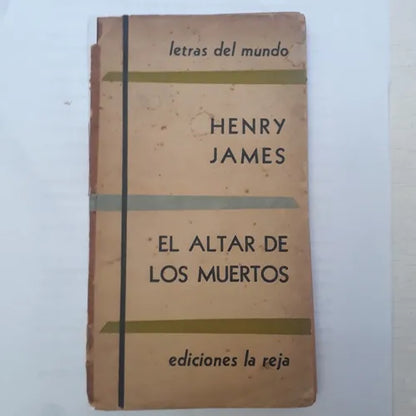 letras del mundo
HENRY
JAMES
EL ALTAR DE
LOS MUERTOS
ediciones la reja